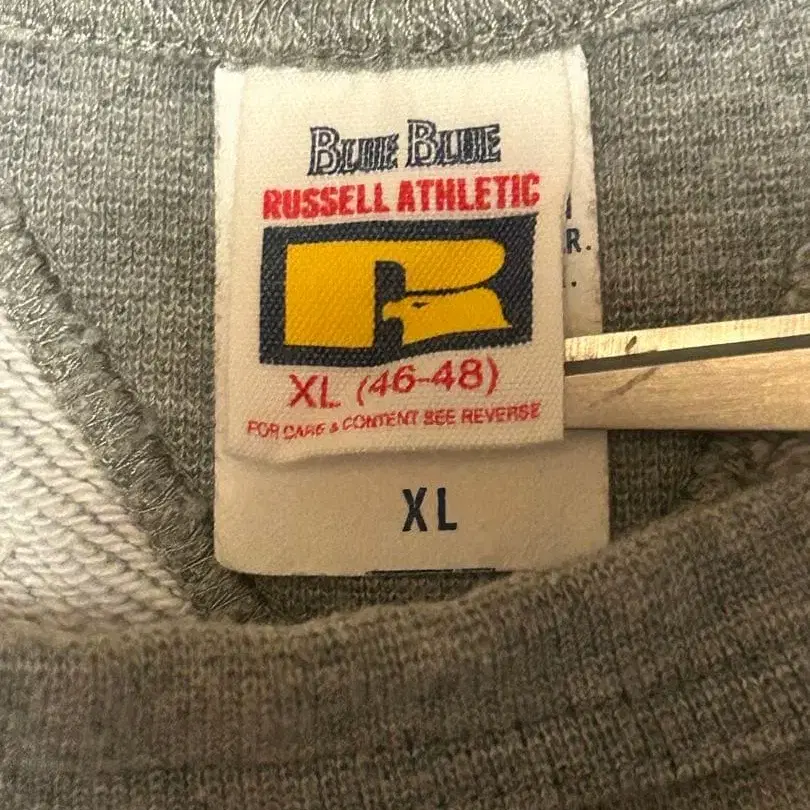 BLUE BLUE
RUSSELL ATHLETIC
R
XL (46-48)
FOR CARE & CONTENT SEE REVERSE
R.
XL